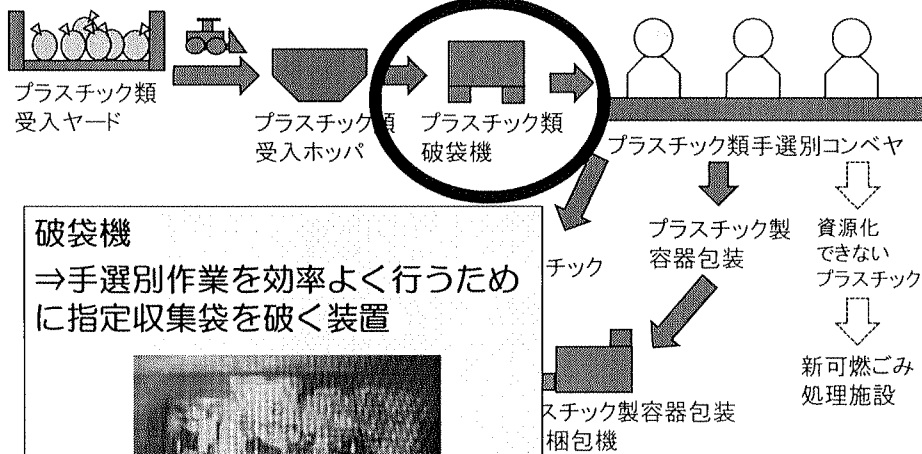 プラスチック類
受入ヤード
プラスチック類
受入ホッパ
プラスチック類
破袋機
プラスチック類手選別コンベヤ
破袋機
⇒手選別作業を効率よく行うため
に指定収集袋を破く装置
チック
プラスチック製
容器包装
資源化
できない
プラスチック
スチック製容器包装
梱包機
新可燃ごみ
処理施設